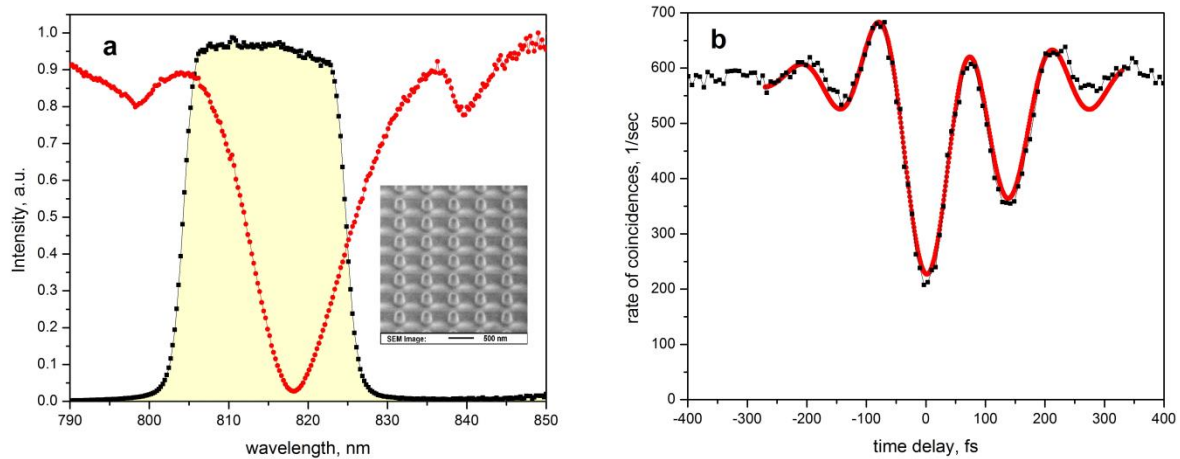 a
1.0
0.9
0.8
0.7
0.6
0.5
0.4
0.3
0.2
0.1
0.0
Intensity, a.u.
790 800 810 820 830 840 850
wavelength, nm
SEM Image: 500 nm
b
700
600
500
400
300
200
100
0
rate of coincidences, 1/sec
-400 -300 -200 -100 0 100 200 300 400
time delay, fs